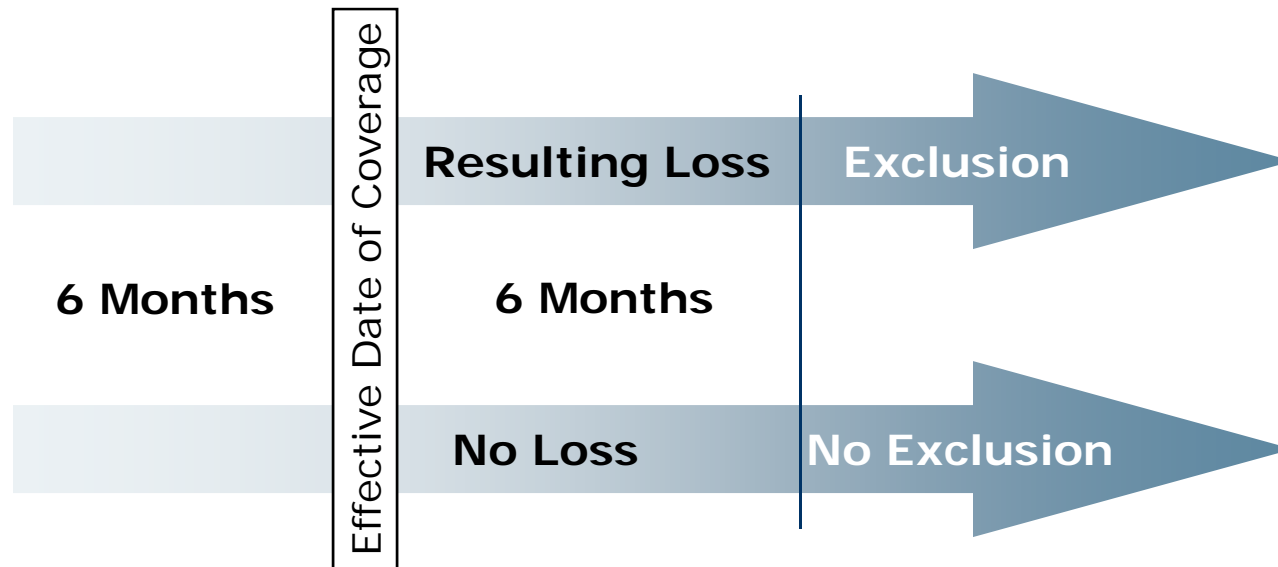 Effective Date of Coverage
Resulting Loss
Exclusion
6 Months
6 Months
No Loss
No Exclusion